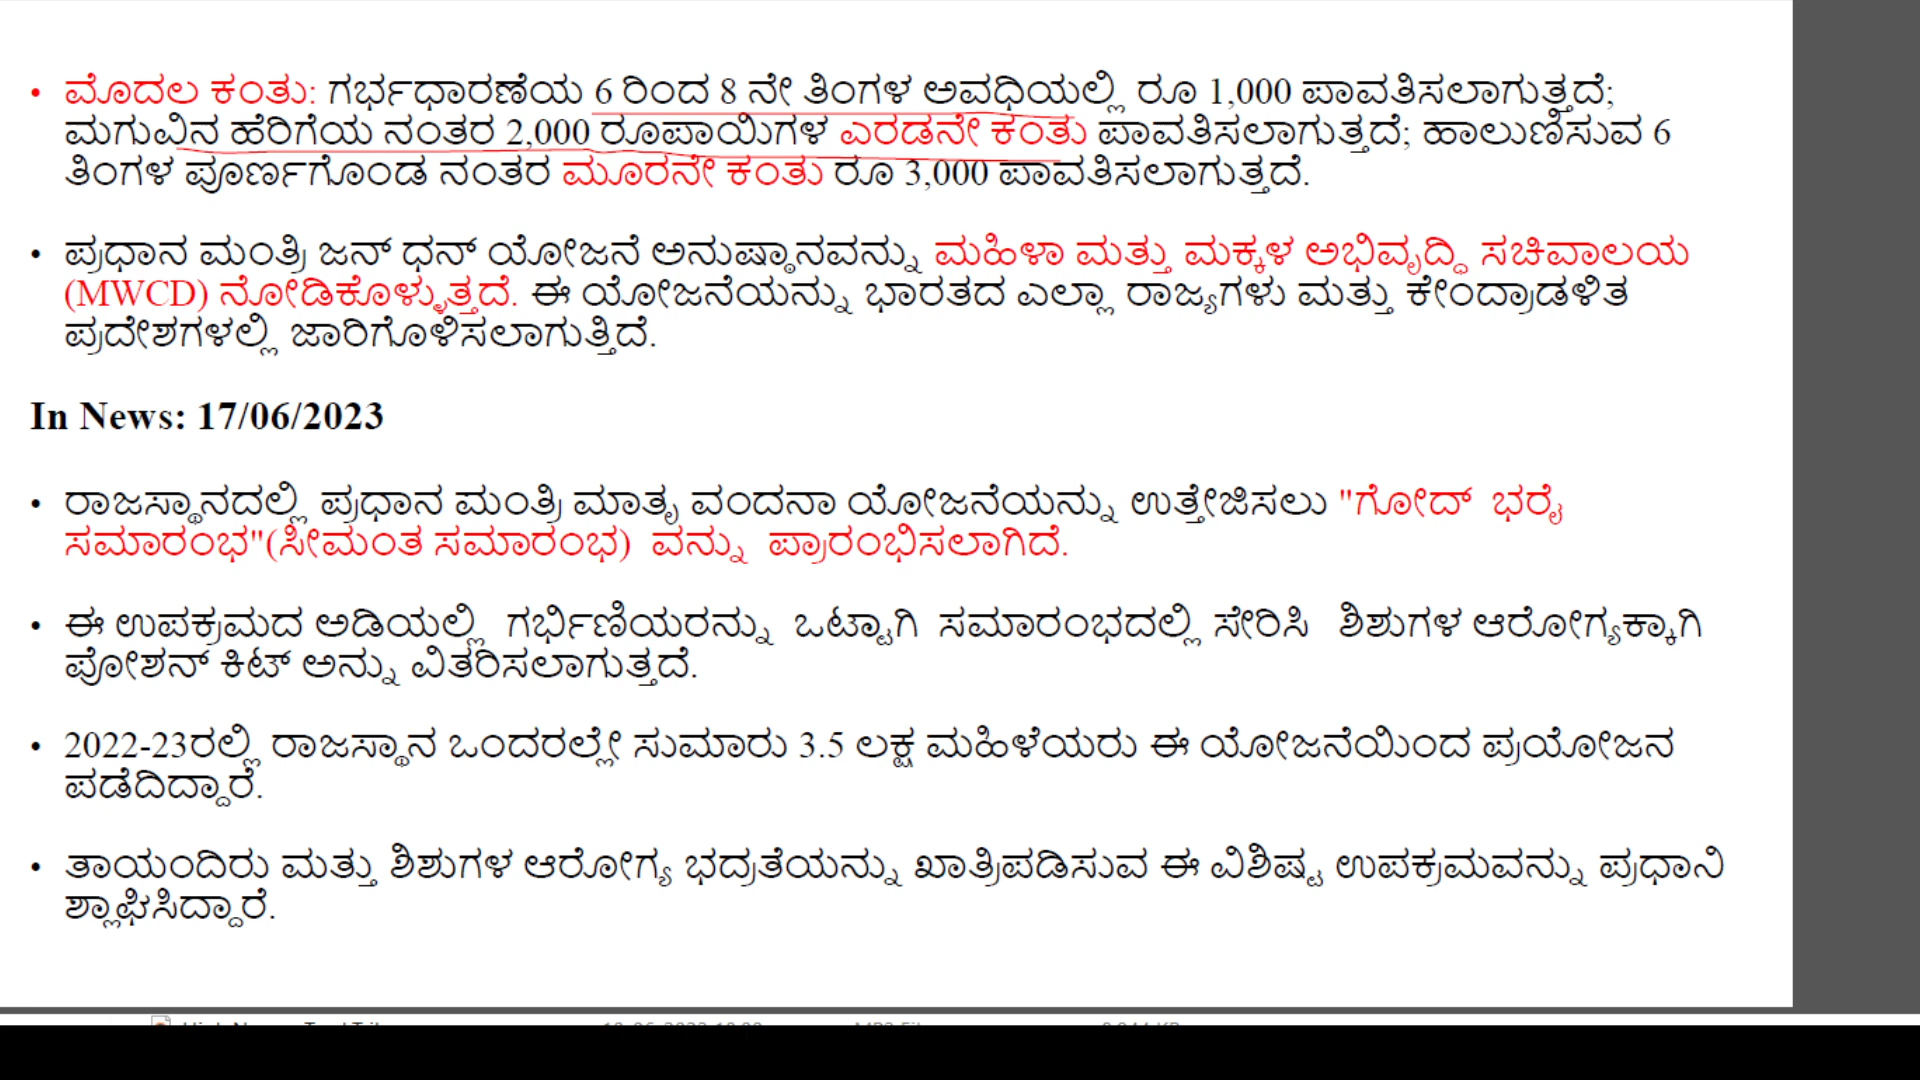 • ಮೊದಲ ಕಂತು: ಗರ್ಭಧಾರಣೆಯ 6 ರಿಂದ 8 ನೇ ತಿಂಗಳ ಅವಧಿಯಲ್ಲಿ ರೂ 1,000 ಪಾವತಿಸಲಾಗುತ್ತದೆ;
ಮಗುವಿನ ಹೆರಿಗೆಯ ನಂತರ 2,000 ರೂಪಾಯಿಗಳ ಎರಡನೇ ಕಂತು ಪಾವತಿಸಲಾಗುತ್ತದೆ; ಹಾಲುಣಿಸುವ 6
ತಿಂಗಳ ಪೂರ್ಣಗೊಂಡ ನಂತರ ಮೂರನೇ ಕಂತು ರೂ 3,000 ಪಾವತಿಸಲಾಗುತ್ತದೆ.
• ಪ್ರಧಾನ ಮಂತ್ರಿ ಜನ್ ಧನ್ ಯೋಜನೆ ಅನುಷ್ಠಾನವನ್ನು ಮಹಿಳಾ ಮತ್ತು ಮಕ್ಕಳ ಅಭಿವೃದ್ಧಿ ಸಚಿವಾಲಯ
(MWCD) ನೋಡಿಕೊಳ್ಳುತ್ತದೆ. ಈ ಯೋಜನೆಯನ್ನು ಭಾರತದ ಎಲ್ಲಾ ರಾಜ್ಯಗಳು ಮತ್ತು ಕೇಂದ್ರಾಡಳಿತ
ಪ್ರದೇಶಗಳಲ್ಲಿ ಜಾರಿಗೊಳಿಸಲಾಗುತ್ತಿದೆ.
In News: 17/06/2023
• ರಾಜಸ್ಥಾನದಲ್ಲಿ ಪ್ರಧಾನ ಮಂತ್ರಿ ಮಾತೃ ವಂದನಾ ಯೋಜನೆಯನ್ನು ಉತ್ತೇಜಿಸಲು "ಗೋದ್ ಭರೈ
ಸಮಾರಂಭ"(ಸೀಮಂತ ಸಮಾರಂಭ) ವನ್ನು ಪ್ರಾರಂಭಿಸಲಾಗಿದೆ.
• ಈ ಉಪಕ್ರಮದ ಅಡಿಯಲ್ಲಿ ಗರ್ಭಿಣಿಯರನ್ನು ಒಟ್ಟಾಗಿ ಸಮಾರಂಭದಲ್ಲಿ ಸೇರಿಸಿ ಶಿಶುಗಳ ಆರೋಗ್ಯಕ್ಕಾಗಿ
ಪೋಶನ್ ಕಿಟ್ ಅನ್ನು ವಿತರಿಸಲಾಗುತ್ತದೆ.
• 2022-23ರಲ್ಲಿ ರಾಜಸ್ಥಾನ ಒಂದರಲ್ಲೇ ಸುಮಾರು 3.5 ಲಕ್ಷ ಮಹಿಳೆಯರು ಈ ಯೋಜನೆಯಿಂದ ಪ್ರಯೋಜನ
ಪಡೆದಿದ್ದಾರೆ.
• ತಾಯಂದಿರು ಮತ್ತು ಶಿಶುಗಳ ಆರೋಗ್ಯ ಭದ್ರತೆಯನ್ನು ಖಾತ್ರಿಪಡಿಸುವ ಈ ವಿಶಿಷ್ಟ ಉಪಕ್ರಮವನ್ನು ಪ್ರಧಾನಿ
ಶ್ಲಾಘಿಸಿದ್ದಾರೆ.